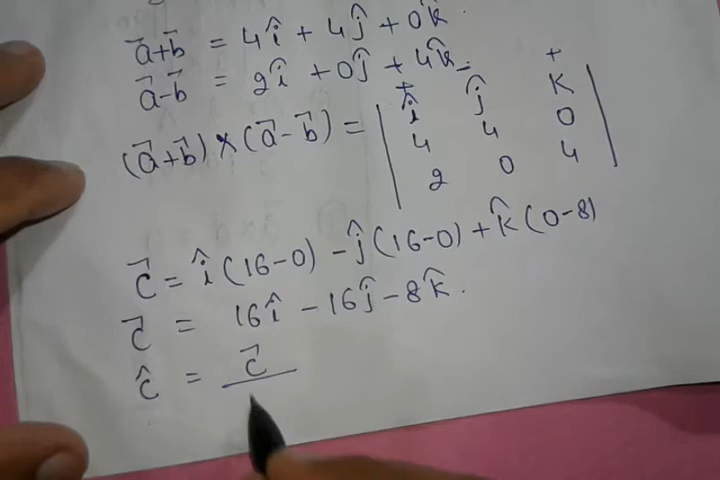 a⃗+b⃗ = 4î + 4ĵ + 0k̂
a⃗-b⃗ = 2î + 0ĵ + 4k̂
(a⃗+b⃗) × (a⃗-b⃗) = | î ĵ k |
+ +
4 4 0
2 0 4
c⃗ = î(16-0) - ĵ(16-0) + k̂(0-8)
c⃗ = 16î - 16ĵ - 8k̂.
ĉ = c⃗